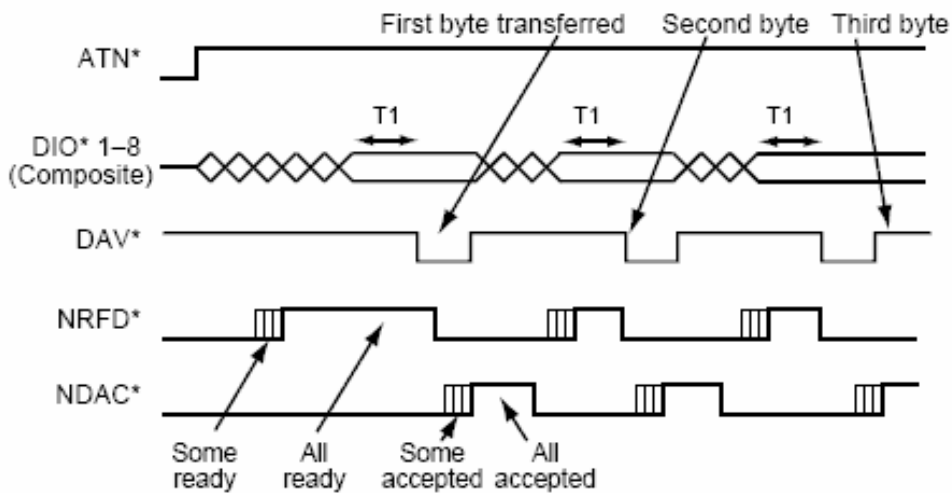 First byte transferred Second byte Third byte
ATN*
T1 T1 T1
DIO* 1–8
(Composite)
DAV*
NRFD*
NDAC*
Some All Some All
ready ready accepted accepted